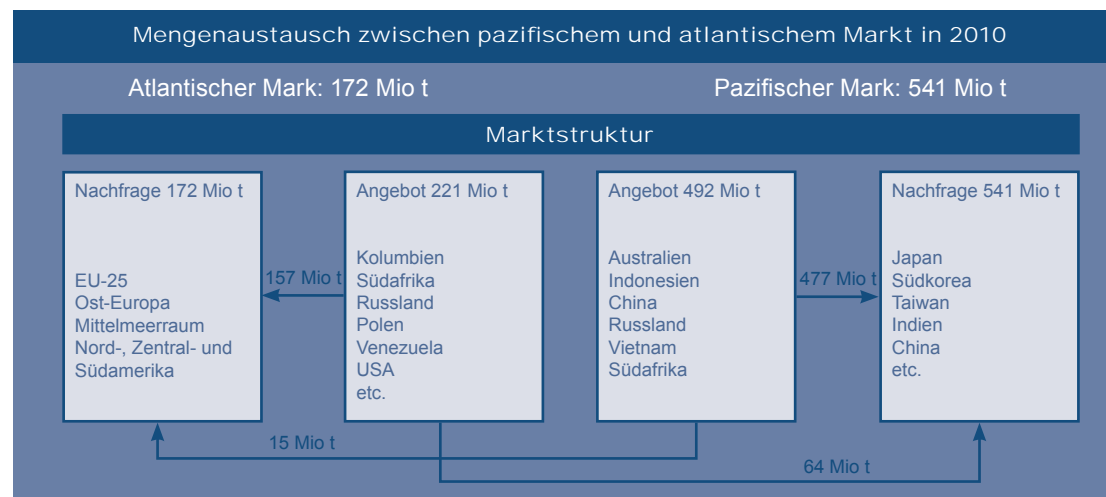 Mengenaustausch zwischen pazifischem und atlantischem Markt in 2010
Atlantischer Mark: 172 Mio t
Pazifischer Mark: 541 Mio t
Marktstruktur
Nachfrage 172 Mio t
EU-25
Ost-Europa
Mittelmeerraum
Nord-, Zentral- und
Südamerika
157 Mio t
Angebot 221 Mio t
Kolumbien
Südafrika
Russland
Polen
Venezuela
USA
etc.
Angebot 492 Mio t
Australien
Indonesien
China
Russland
Vietnam
Südafrika
477 Mio t
Nachfrage 541 Mio t
Japan
Südkorea
Taiwan
Indien
China
etc.
15 Mio t
64 Mio t